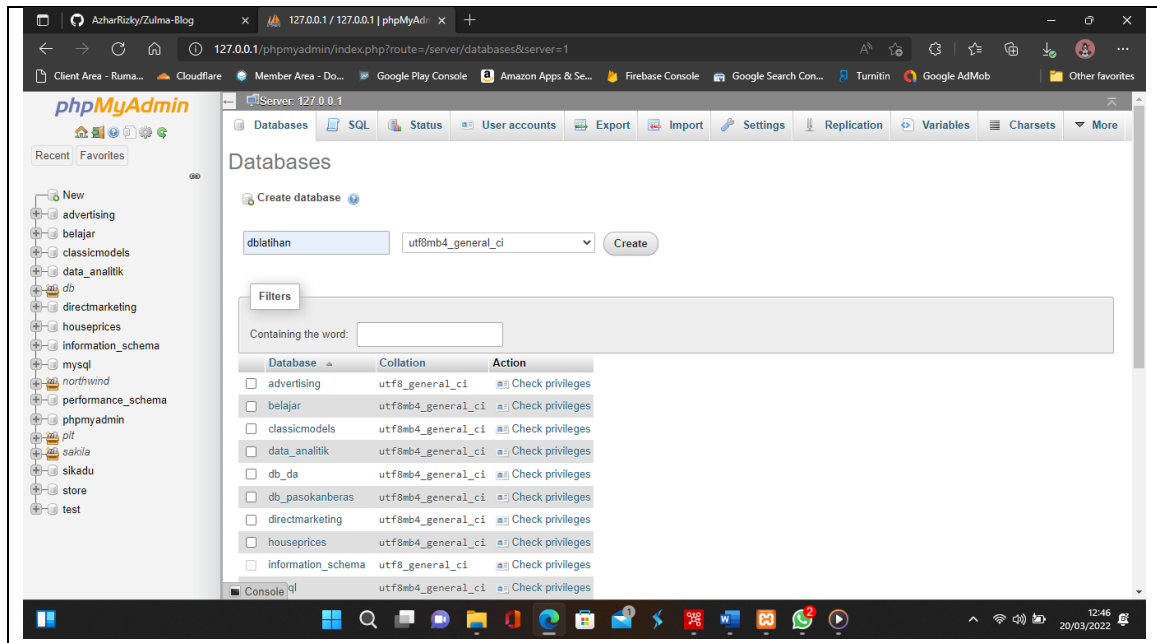 AzharRizky/Zulma-Blog
127.0.0.1 / 127.0.0.1 | phpMyAdm
127.0.0.1/phpmyadmin/index.php?route=/server/databases&server=1
Client Area - Ruma... Cloudflare Member Area - Do... Google Play Console Amazon Apps & Se... Firebase Console Google Search Con... Turnitin Google AdMob Other favorites
phpMyAdmin
Recent Favorites
New
advertising
belajar
classicmodels
data_analitik
db
directmarketing
houseprices
information_schema
mysql
northwind
performance_schema
phpmyadmin
plt
sakila
sikadu
store
test
Server: 127.0.0.1
Databases SQL Status User accounts Export Import Settings Replication Variables Charsets More
Databases
Create database
dblatihan utf8mb4_general_ci Create
Filters
Containing the word:
Database Collation Action
advertising utf8_general_ci Check privileges
belajar utf8mb4_general_ci Check privileges
classicmodels utf8mb4_general_ci Check privileges
data_analitik utf8mb4_general_ci Check privileges
db_da utf8mb4_general_ci Check privileges
db_pasokanberas utf8mb4_general_ci Check privileges
directmarketing utf8mb4_general_ci Check privileges
houseprices utf8mb4_general_ci Check privileges
information_schema utf8_general_ci Check privileges
ql utf8mb4_general_ci Check privileges
Console
2
12:46
20/03/2022